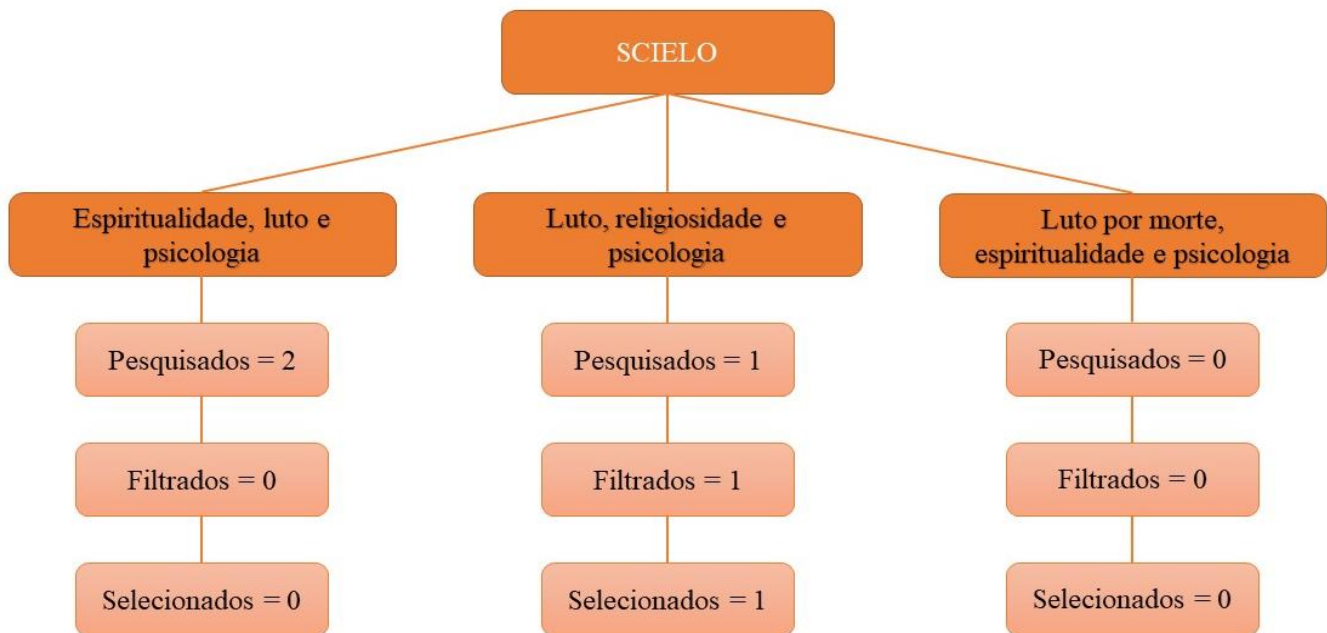 SCIELO
Espiritualidade, luto e
psicologia
Luto, religiosidade e
psicologia
Luto por morte,
espiritualidade e psicologia
Pesquisados = 2
Pesquisados = 1
Pesquisados = 0
Filtrados = 0
Filtrados = 1
Filtrados = 0
Selecionados = 0
Selecionados = 1
Selecionados = 0